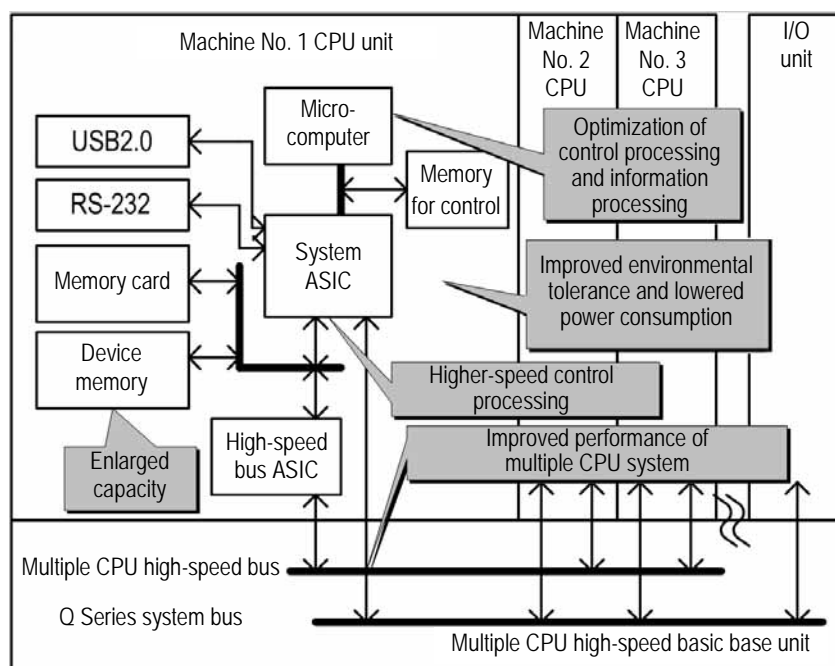 Machine No. 1 CPU unit
Machine
No. 2
CPU
Machine
No. 3
CPU
I/O
unit
Micro-
computer
USB2.0
RS-232
Memory
for control
Optimization of
control processing
and information
processing
System
ASIC
Memory card
Improved environmental
tolerance and lowered
power consumption
Device
memory
Higher-speed control
processing
High-speed
bus ASIC
Enlarged
capacity
Improved performance of
multiple CPU system
Multiple CPU high-speed bus
Q Series system bus
Multiple CPU high-speed basic base unit